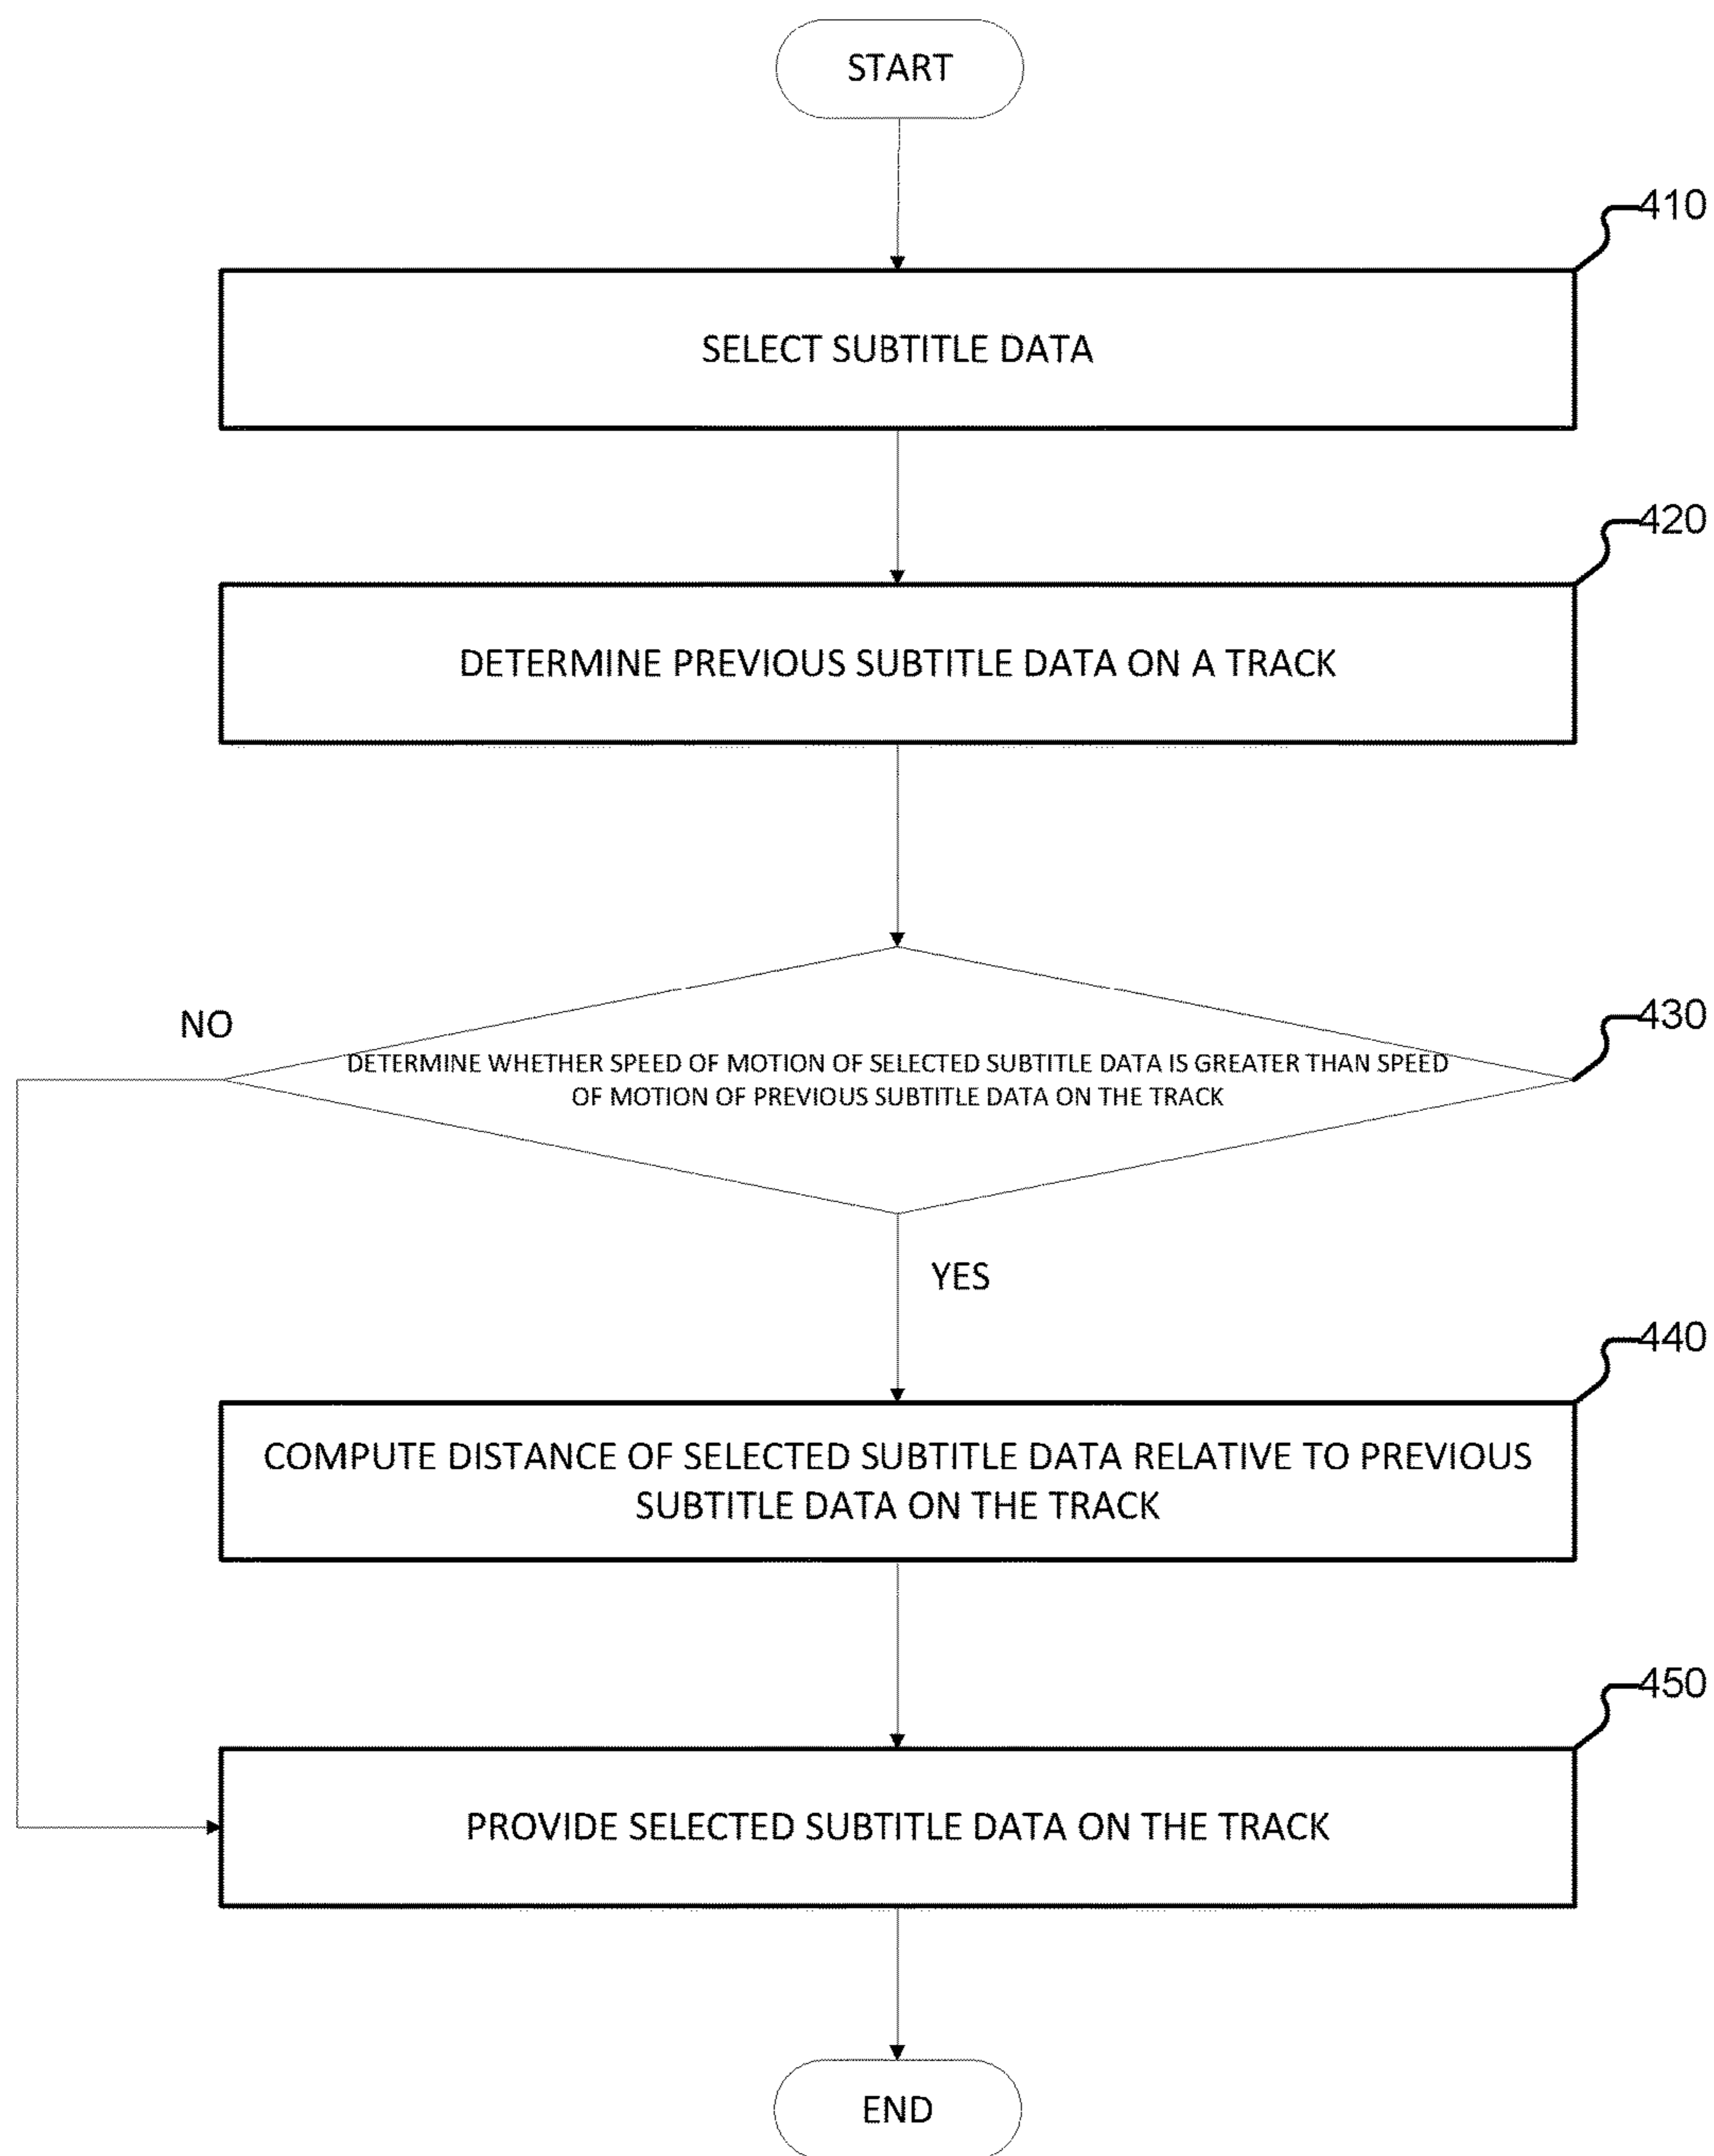 START
410
SELECT SUBTITLE DATA
420
DETERMINE PREVIOUS SUBTITLE DATA ON A TRACK
430
NO
DETERMINE WHETHER SPEED OF MOTION OF SELECTED SUBTITLE DATA IS GREATER THAN SPEED
OF MOTION OF PREVIOUS SUBTITLE DATA ON THE TRACK
YES
440
COMPUTE DISTANCE OF SELECTED SUBTITLE DATA RELATIVE TO PREVIOUS
SUBTITLE DATA ON THE TRACK
450
PROVIDE SELECTED SUBTITLE DATA ON THE TRACK
END